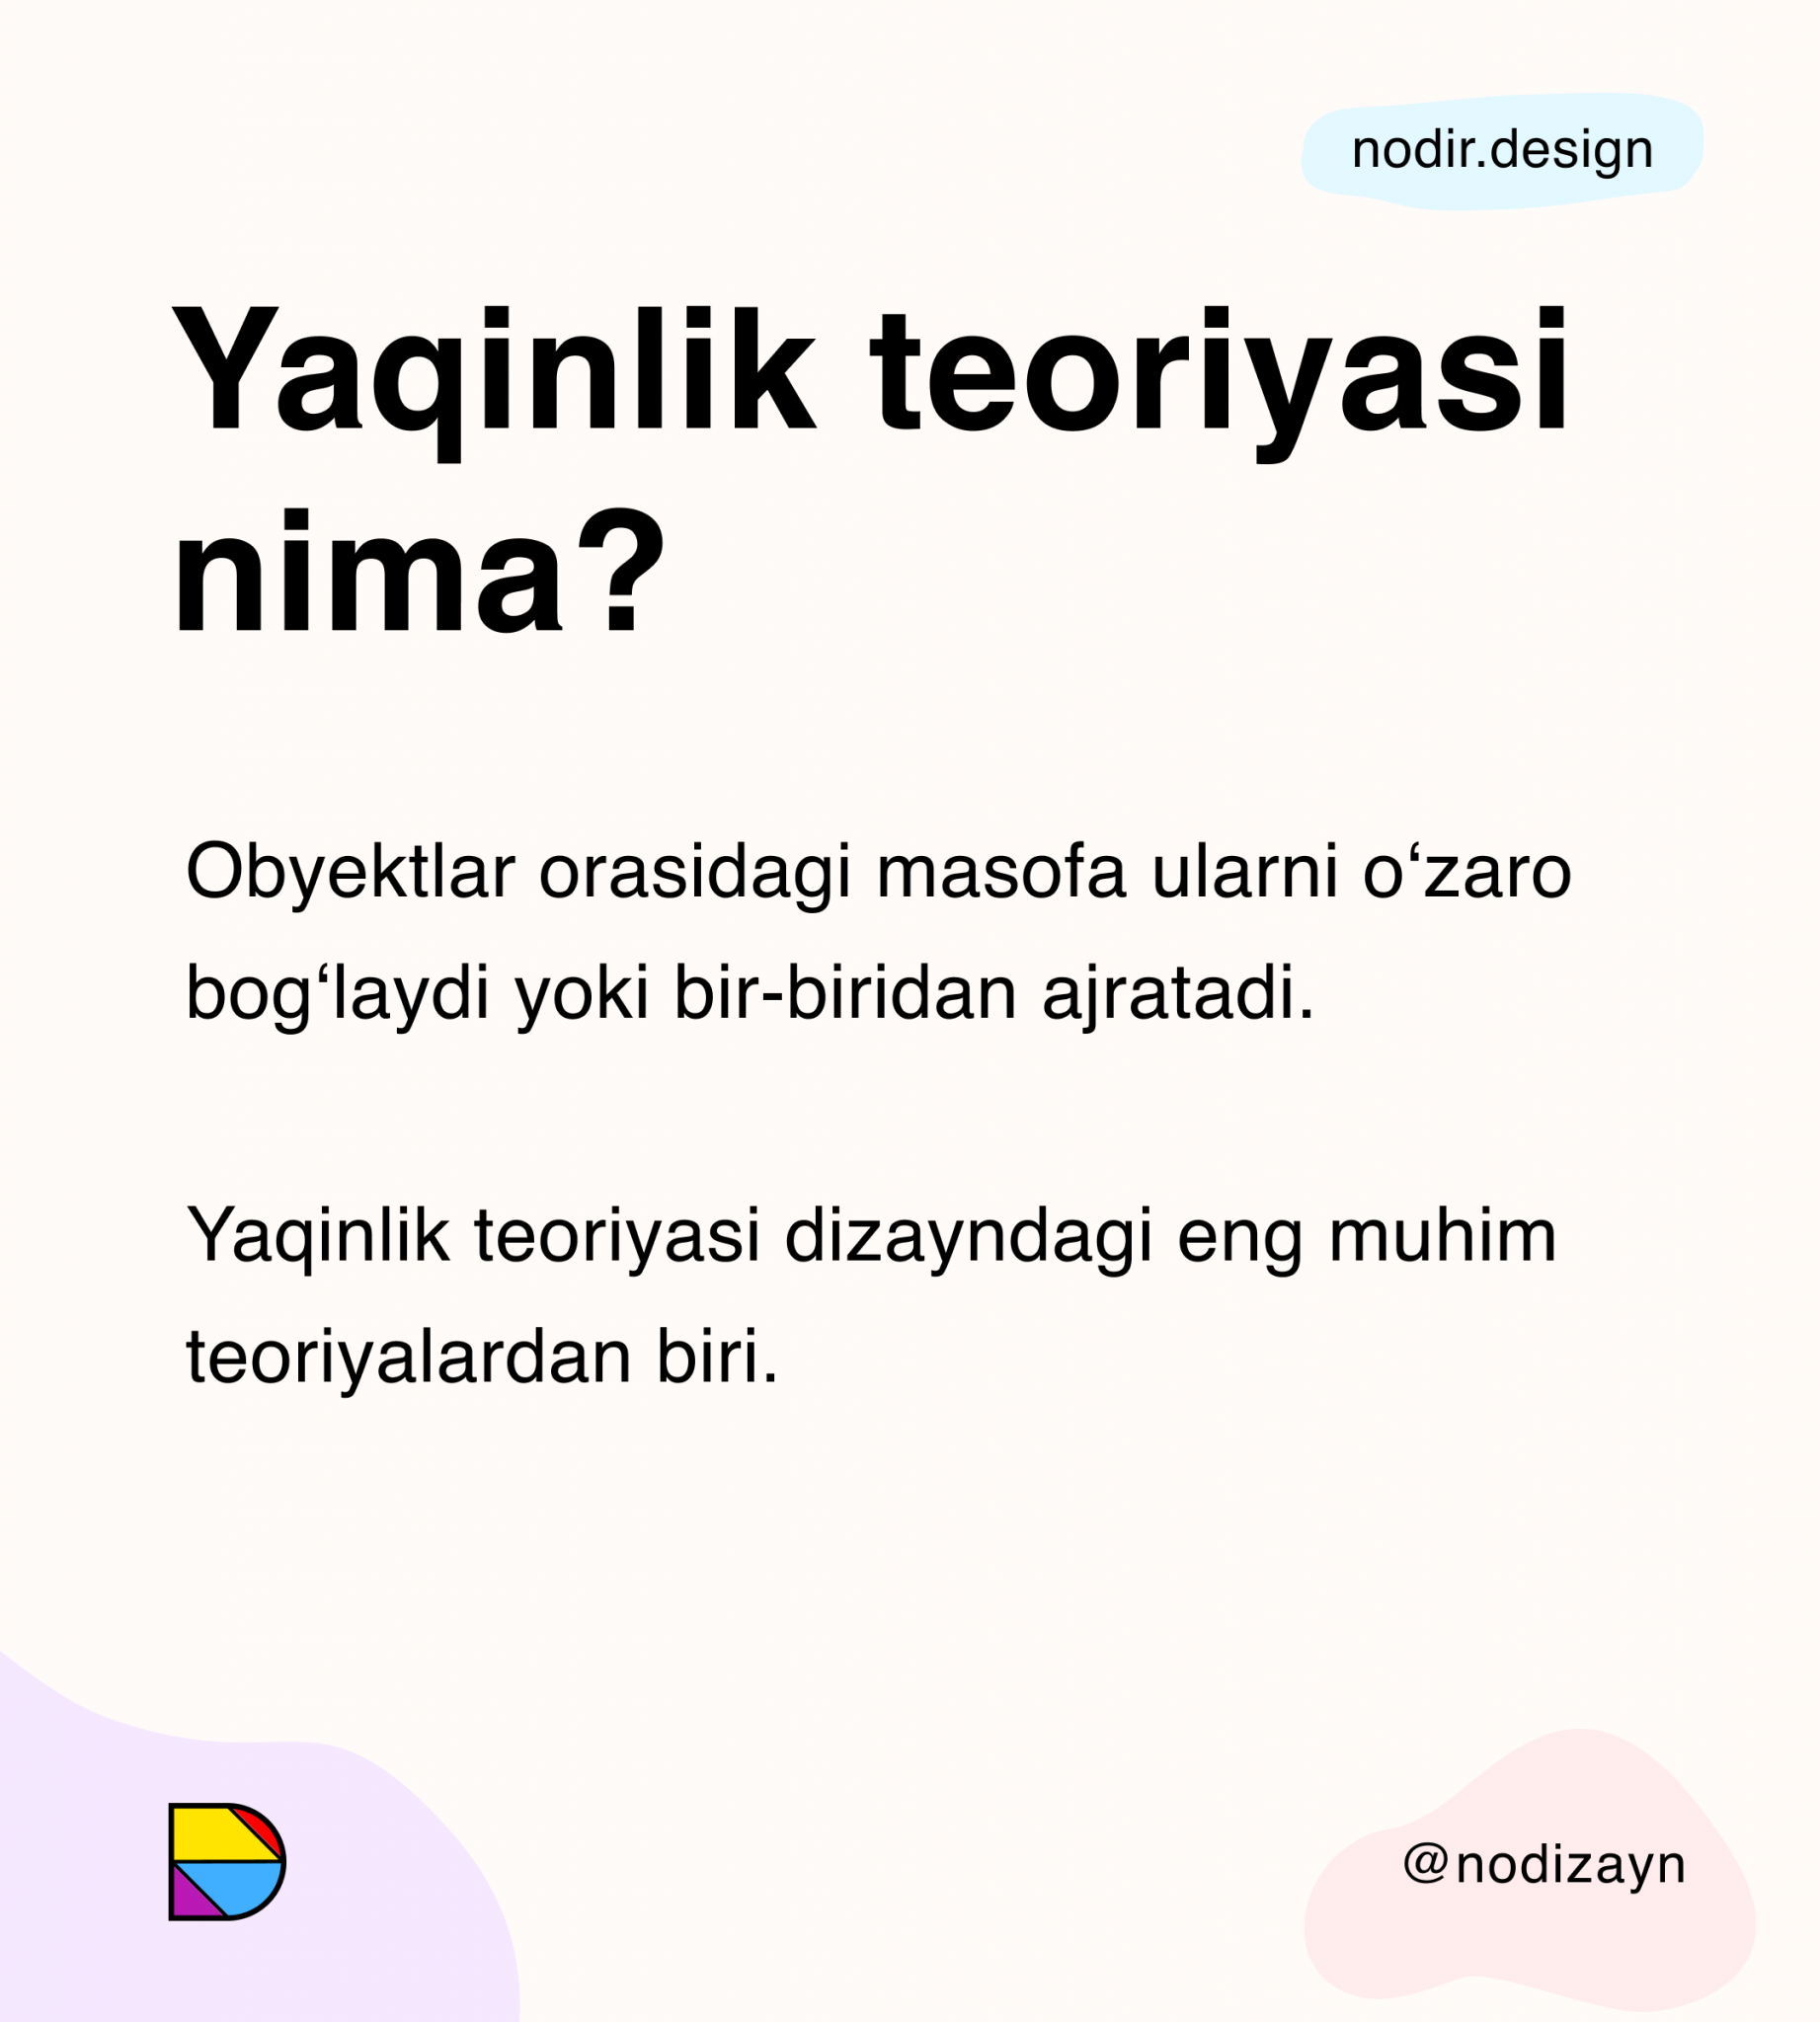 nodir.design
Yaqinlik teoriyasi
nima?
Obyektlar orasidagi masofa ularni o‘zaro
bog‘laydi yoki bir-biridan ajratadi.
Yaqinlik teoriyasi dizayndagi eng muhim
teoriyalardan biri.
@nodizayn